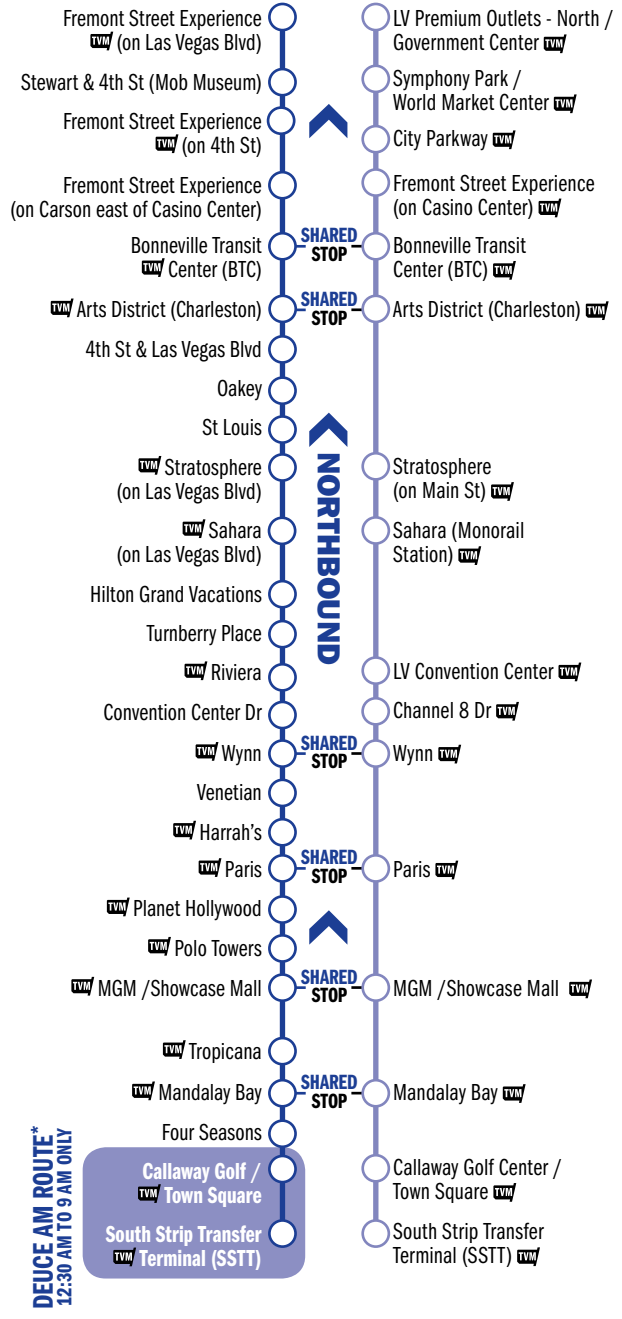 Fremont Street Experience
TVM (on Las Vegas Blvd)
Stewart & 4th St (Mob Museum)
Fremont Street Experience
TVM (on 4th St)
Fremont Street Experience
(on Carson east of Casino Center)
Bonneville Transit
TVM Center (BTC)
TVM Arts District (Charleston)
4th St & Las Vegas Blvd
Oakey
St Louis
TVM Stratosphere
(on Las Vegas Blvd)
TVM Sahara
(on Las Vegas Blvd)
Hilton Grand Vacations
Turnberry Place
TVM Riviera
Convention Center Dr
TVM Wynn
Venetian
TVM Harrah's
TVM Paris
TVM Planet Hollywood
TVM Polo Towers
TVM MGM /Showcase Mall
TVM Tropicana
TVM Mandalay Bay
Four Seasons
Callaway Golf /
TVM Town Square
South Strip Transfer
TVM Terminal (SSTT)
DEUCE AM ROUTE*
12:30 AM TO 9 AM ONLY
SHARED
STOP
SHARED
STOP
NORTHBOUND
SHARED
STOP
SHARED
STOP
SHARED
STOP
SHARED
STOP
LV Premium Outlets - North /
Government Center TVM
Symphony Park /
World Market Center TVM
City Parkway TVM
Fremont Street Experience
(on Casino Center) TVM
Bonneville Transit
Center (BTC) TVM
Arts District (Charleston) TVM
Stratosphere
(on Main St) TVM
Sahara (Monorail
Station) TVM
LV Convention Center TVM
Channel 8 Dr TVM
Wynn TVM
Paris TVM
MGM /Showcase Mall TVM
Mandalay Bay TVM
Callaway Golf Center /
Town Square TVM
South Strip Transfer
Terminal (SSTT) TVM